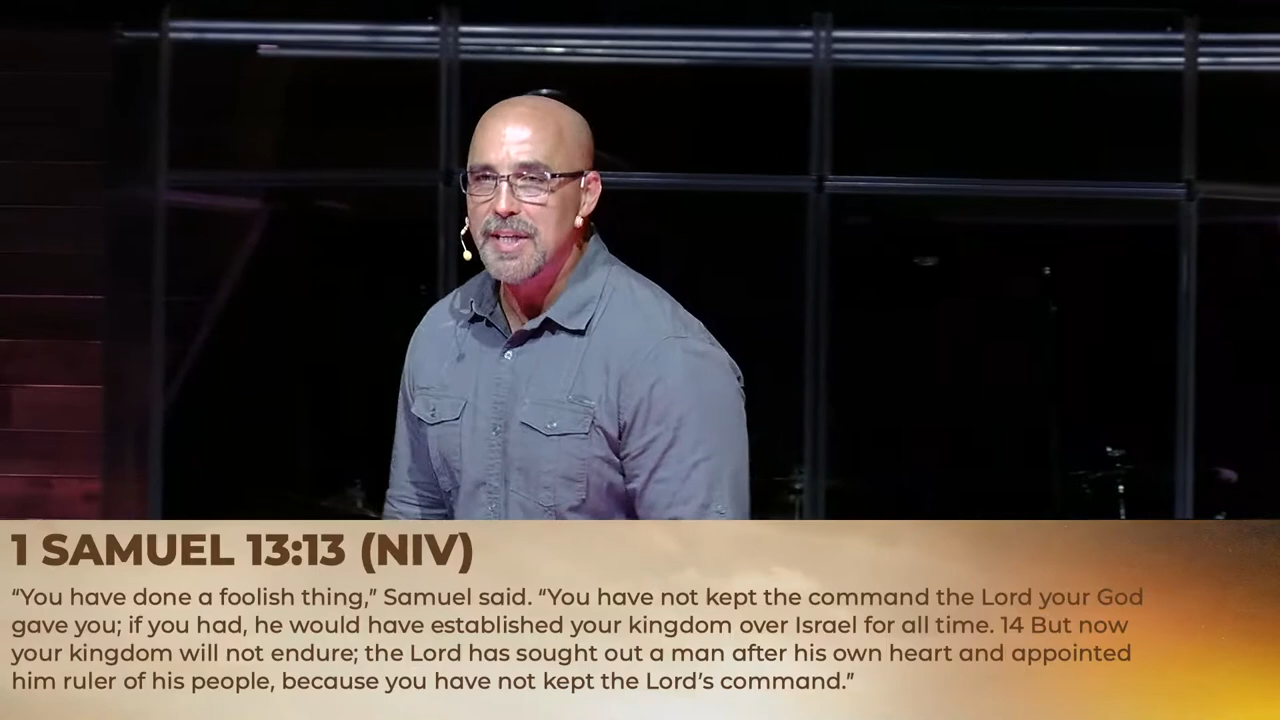 1 SAMUEL 13:13 (NIV)
“You have done a foolish thing,” Samuel said. “You have not kept the command the Lord your God
gave you; if you had, he would have established your kingdom over Israel for all time. 14 But now
your kingdom will not endure; the Lord has sought out a man after his own heart and appointed
him ruler of his people, because you have not kept the Lord’s command.”